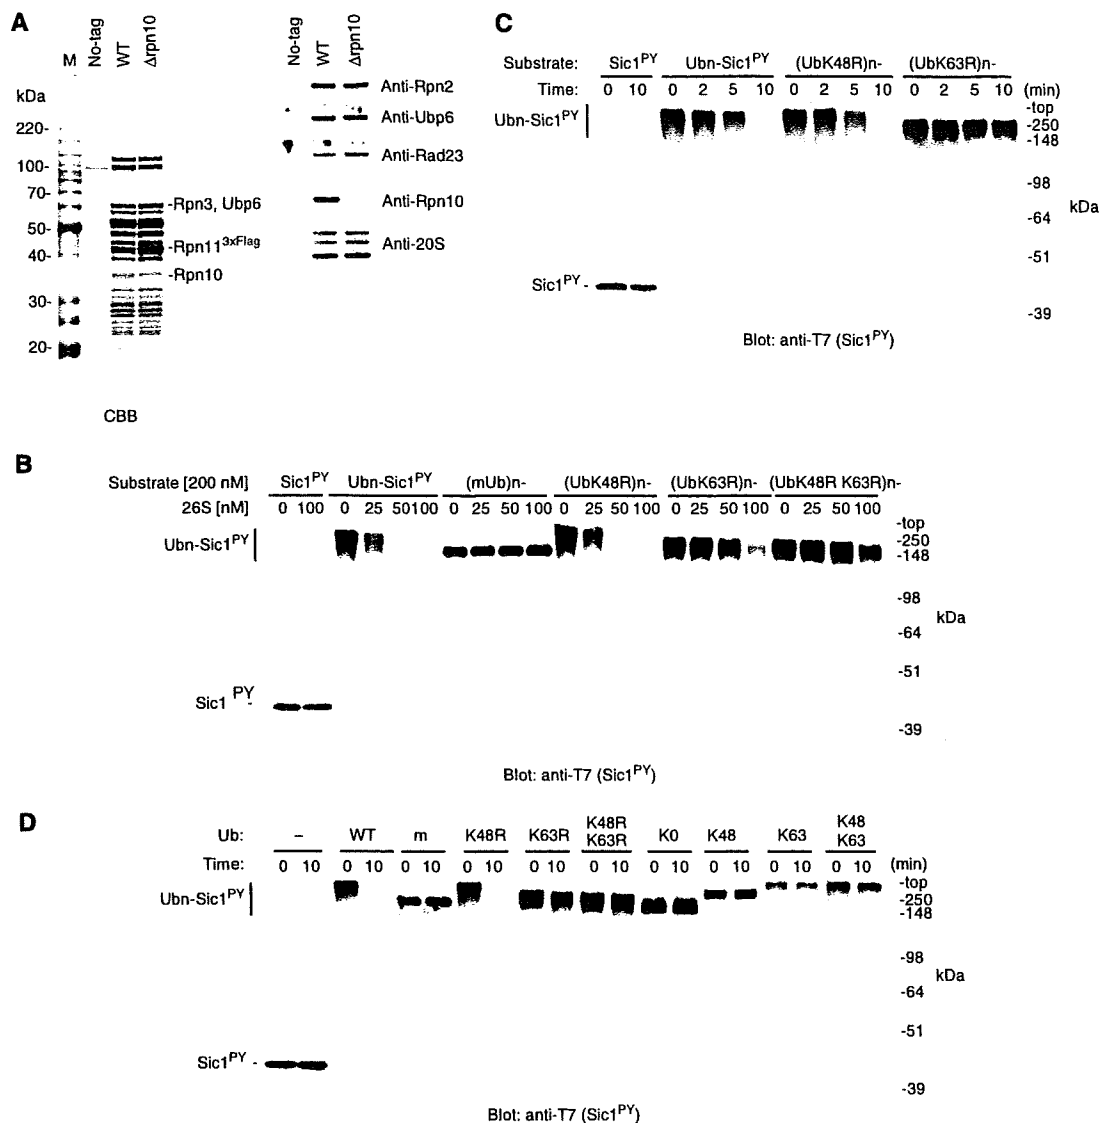 A
M
No-tag
WT
Δrpn10
No-tag
WT
Δrpn10
kDa
220-
100-
70-
50-
40-
30-
20-
-Rpn3, Ubp6
-Rpn11^3xFlag
-Rpn10
CBB
Anti-Rpn2
Anti-Ubp6
Anti-Rad23
Anti-Rpn10
Anti-20S
C
Substrate: Sic1^PY Ubn-Sic1^PY (UbK48R)n- (UbK63R)n-
Time: 0 10 0 2 5 10 0 2 5 10 0 2 5 10 (min)
Ubn-Sic1^PY
-top
-250
-148
-98
-64
kDa
-51
Sic1^PY -
-39
Blot: anti-T7 (Sic1^PY)
B
Substrate [200 nM] Sic1^PY Ubn-Sic1^PY (mUb)n- (UbK48R)n- (UbK63R)n- (UbK48R K63R)n-
26S [nM] 0 100 0 25 50 100 0 25 50 100 0 25 50 100 0 25 50 100 0 25 50 100
Ubn-Sic1^PY
-top
-250
-148
-98
kDa
-64
-51
Sic1 ^PY -
-39
Blot: anti-T7 (Sic1^PY)
D
Ub: – WT m K48R K63R K48R K63R K0 K48 K63 K48 K63
Time: 0 10 0 10 0 10 0 10 0 10 0 10 0 10 0 10 0 10 0 10 (min)
Ubn-Sic1^PY
-top
-250
-148
-98
kDa
-64
-51
Sic1^PY -
-39
Blot: anti-T7 (Sic1^PY)